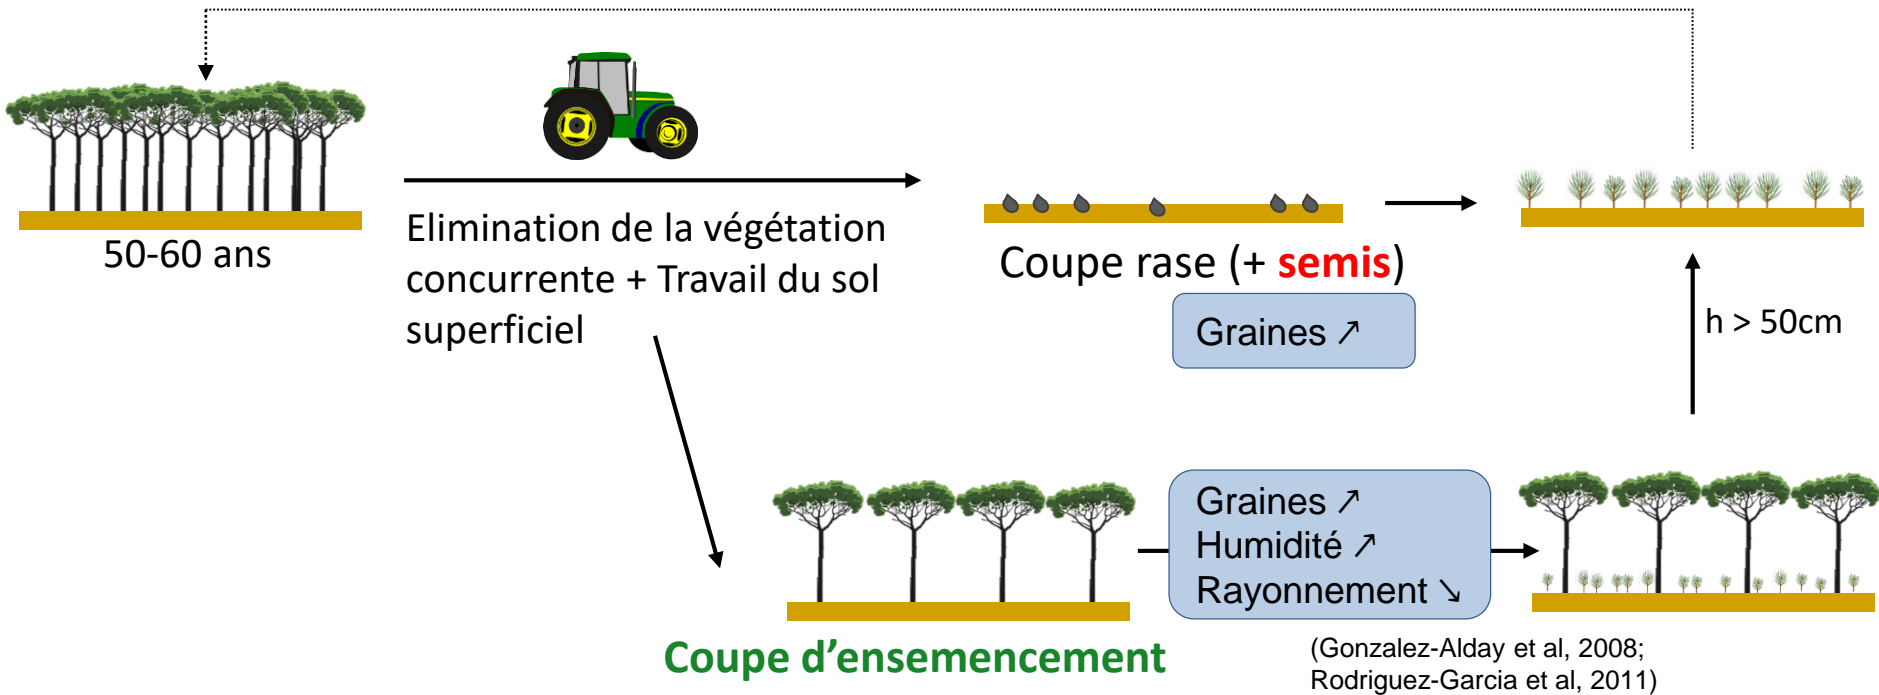 50-60 ans
Elimination de la végétation
concurrente + Travail du sol
superficiel
Coupe rase (+ semis)
Graines ↗
h > 50cm
Graines ↗
Humidité ↗
Rayonnement ↘
Coupe d’ensemencement
(Gonzalez-Alday et al, 2008;
Rodriguez-Garcia et al, 2011)